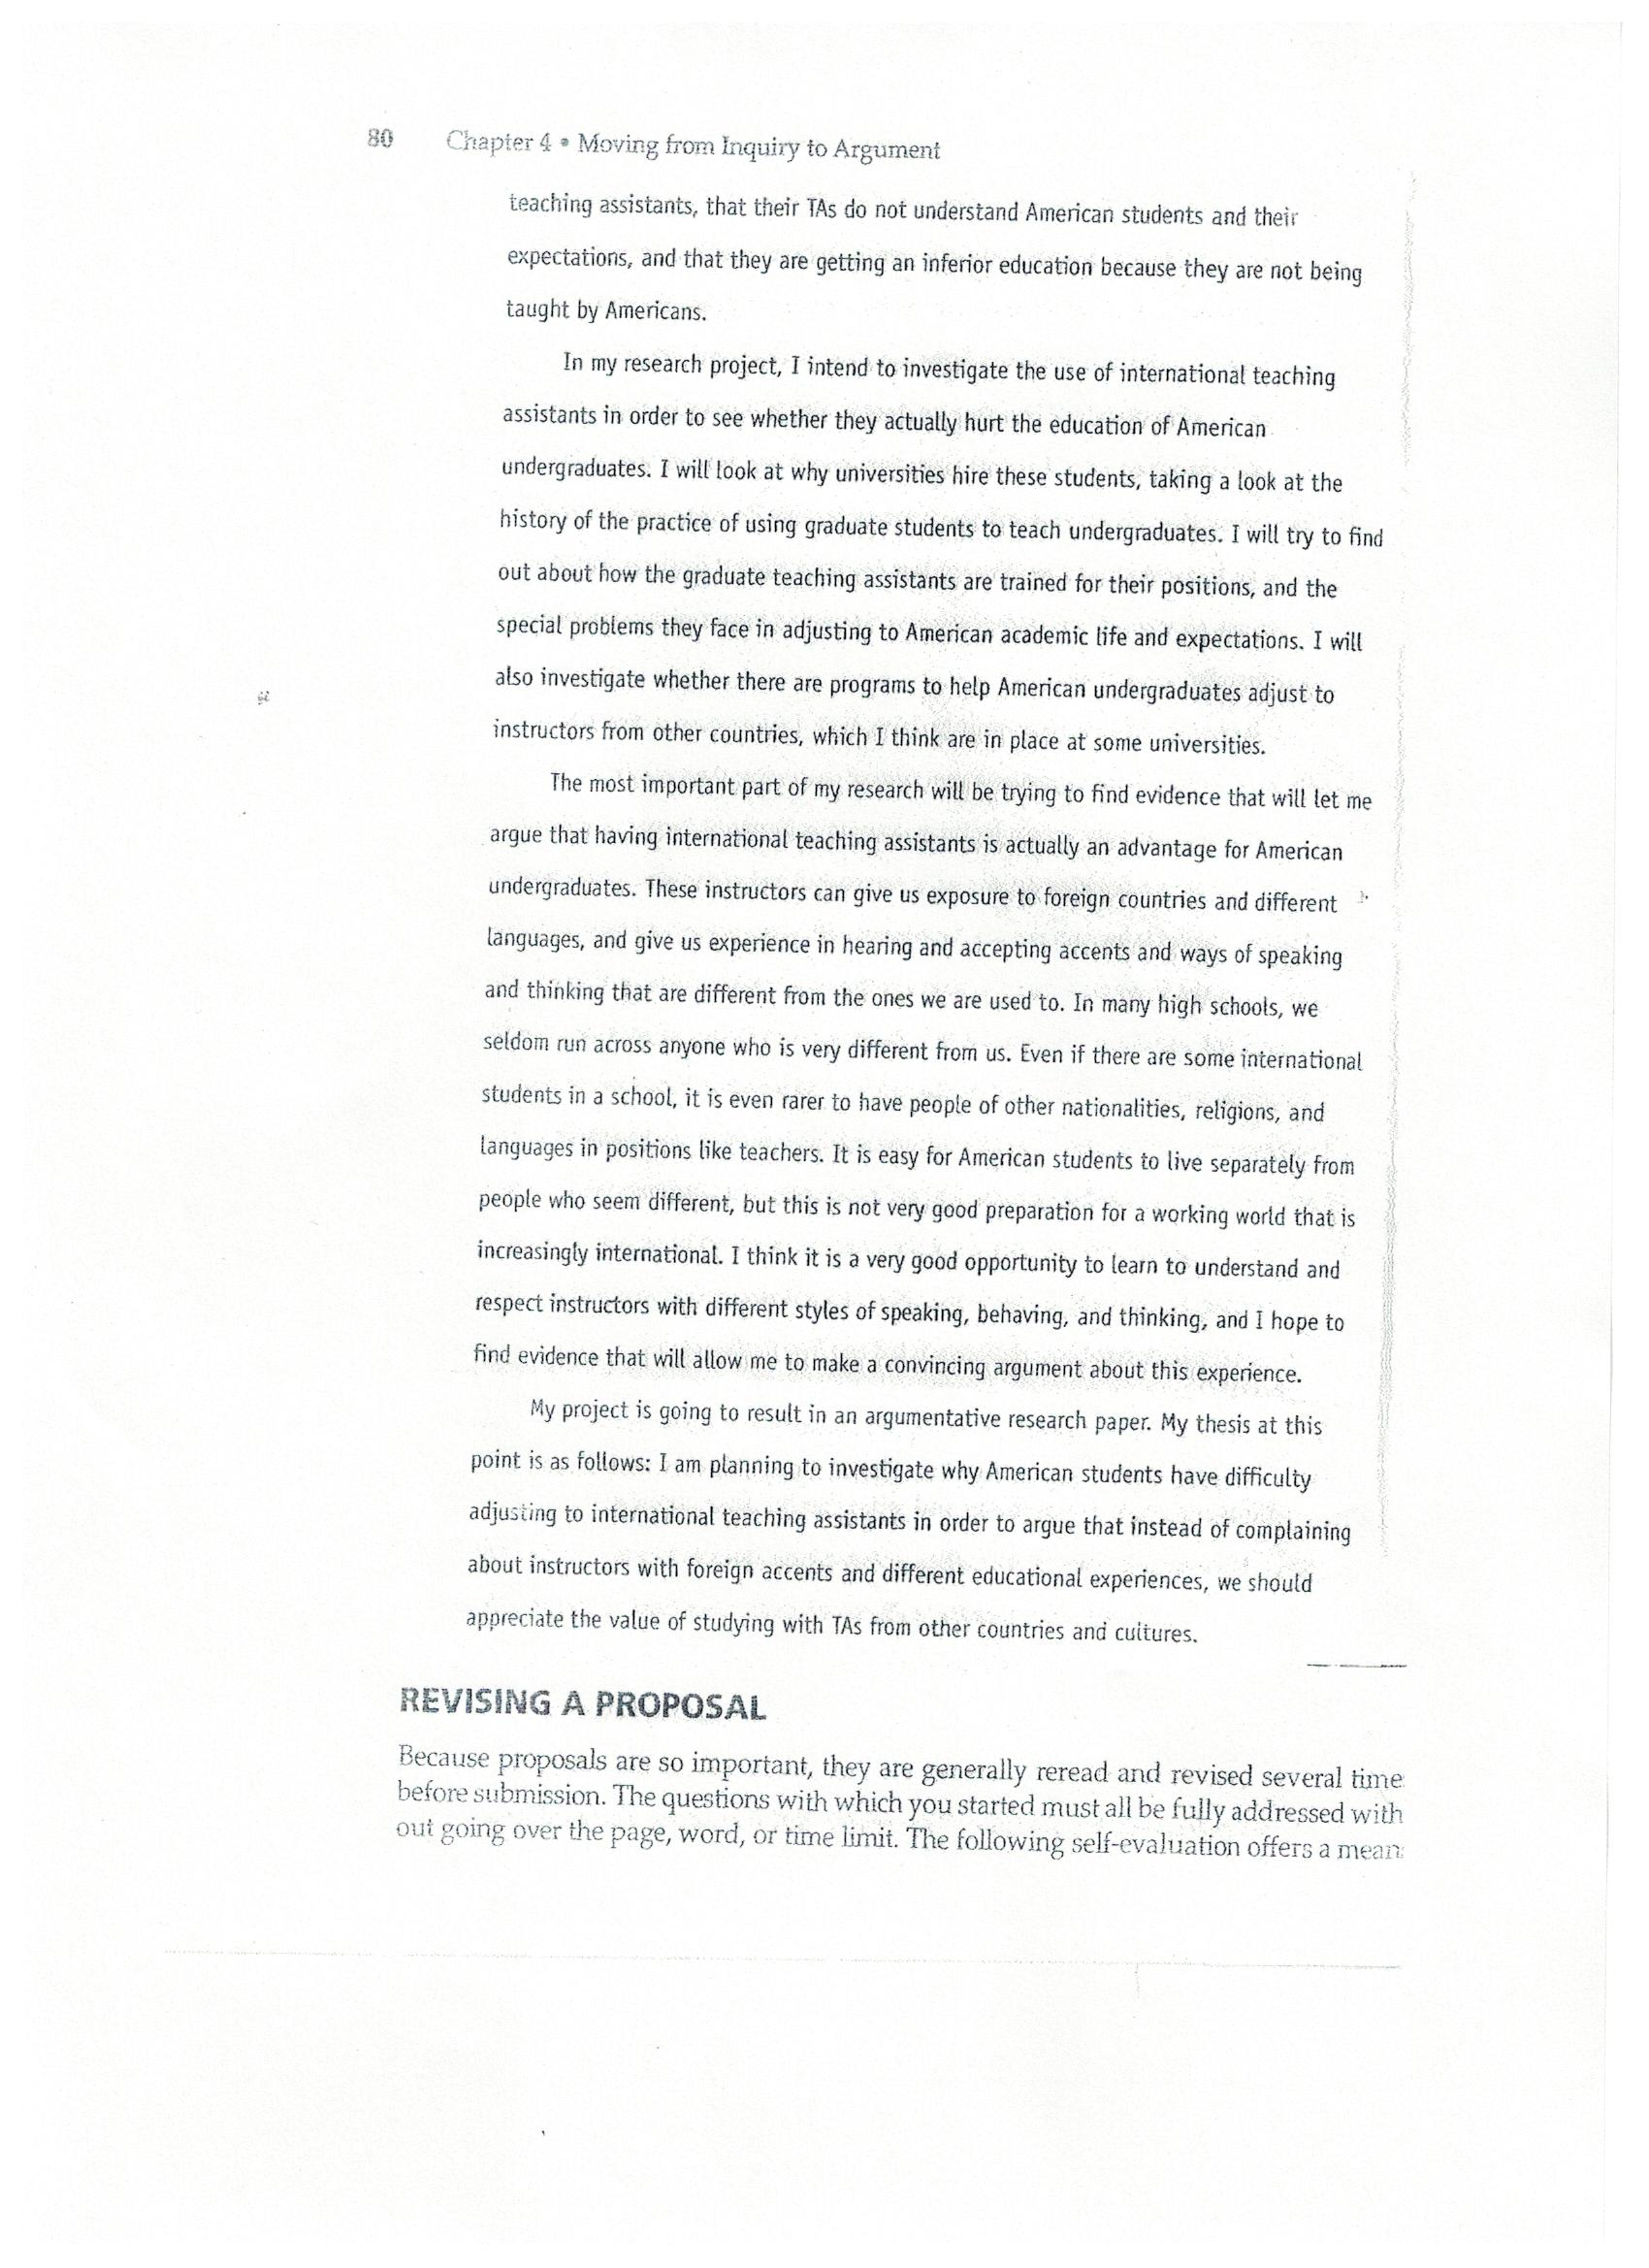 80 Chapter 4 • Moving from Inquiry to Argument
teaching assistants, that their TAs do not understand American students and their
expectations, and that they are getting an inferior education because they are not being
taught by Americans.
In my research project, I intend to investigate the use of international teaching
assistants in order to see whether they actually hurt the education of American
undergraduates. I will look at why universities hire these students, taking a look at the
history of the practice of using graduate students to teach undergraduates. I will try to find
out about how the graduate teaching assistants are trained for their positions, and the
special problems they face in adjusting to American academic life and expectations. I will
also investigate whether there are programs to help American undergraduates adjust to
instructors from other countries, which I think are in place at some universities.
The most important part of my research will be trying to find evidence that will let me
argue that having international teaching assistants is actually an advantage for American
undergraduates. These instructors can give us exposure to foreign countries and different
languages, and give us experience in hearing and accepting accents and ways of speaking
and thinking that are different from the ones we are used to. In many high schools, we
seldom run across anyone who is very different from us. Even if there are some international
students in a school, it is even rarer to have people of other nationalities, religions, and
languages in positions like teachers. It is easy for American students to live separately from
people who seem different, but this is not very good preparation for a working world that is
increasingly international. I think it is a very good opportunity to learn to understand and
respect instructors with different styles of speaking, behaving, and thinking, and I hope to
find evidence that will allow me to make a convincing argument about this experience.
My project is going to result in an argumentative research paper. My thesis at this
point is as follows: I am planning to investigate why American students have difficulty
adjusting to international teaching assistants in order to argue that instead of complaining
about instructors with foreign accents and different educational experiences, we should
appreciate the value of studying with TAs from other countries and cultures.
REVISING A PROPOSAL
Because proposals are so important, they are generally reread and revised several time
before submission. The questions with which you started must all be fully addressed with
out going over the page, word, or time limit. The following self-evaluation offers a mean